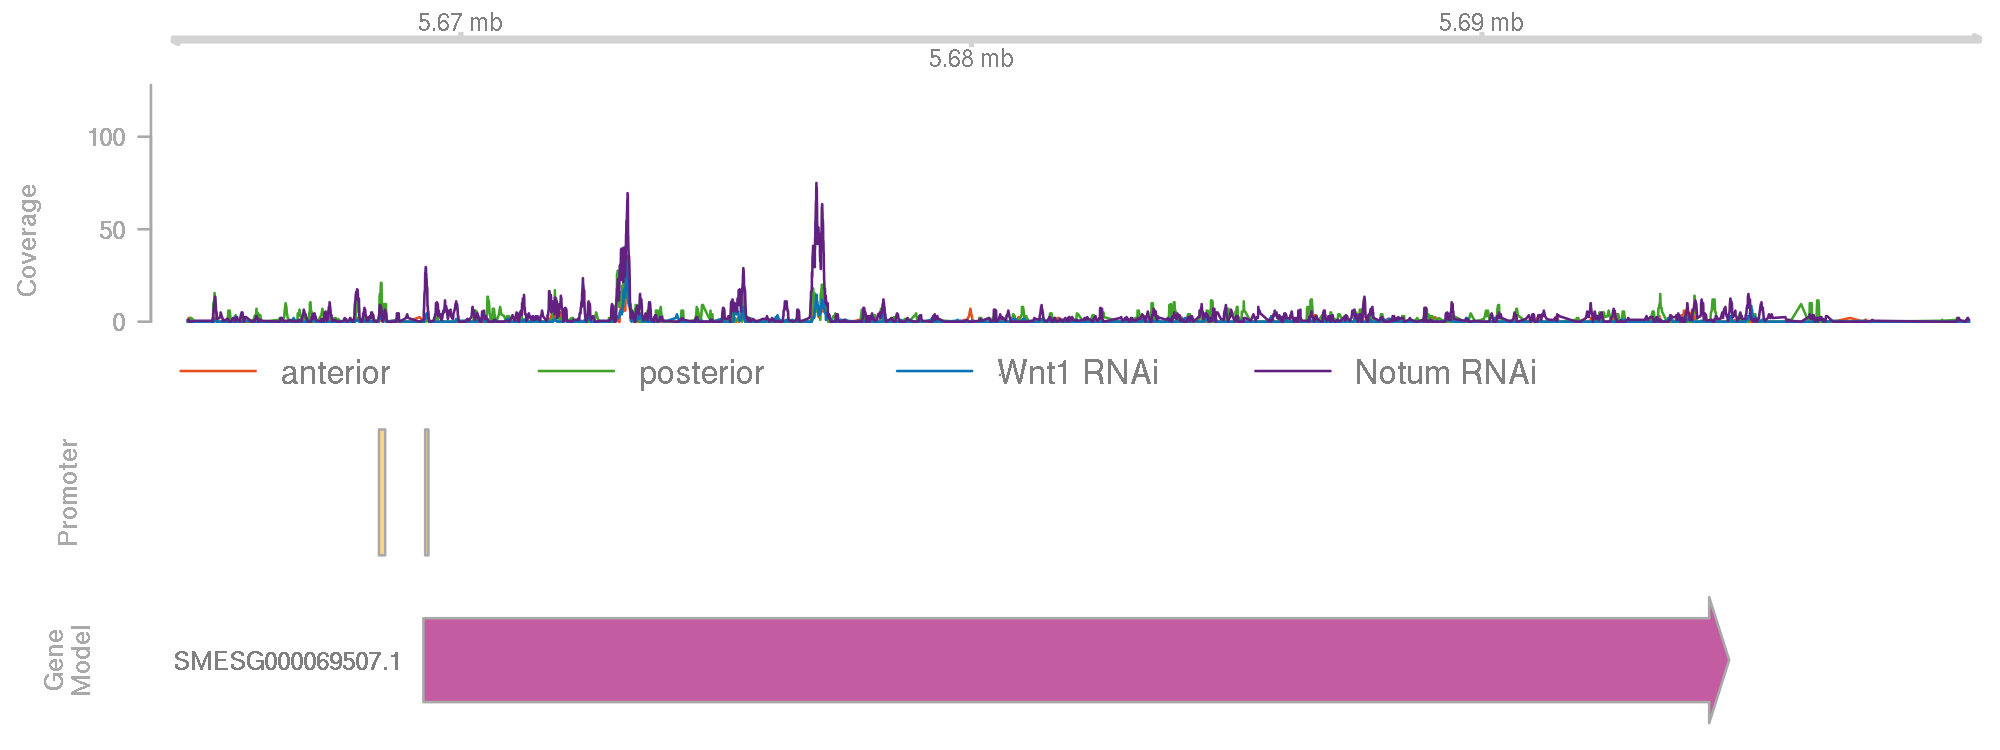 5.67 mb
5.69 mb
5.68 mb
Coverage
100
50
0
anterior
posterior
Wnt1 RNAi
Notum RNAi
Promoter
Gene
Model
SMESG000069507.1